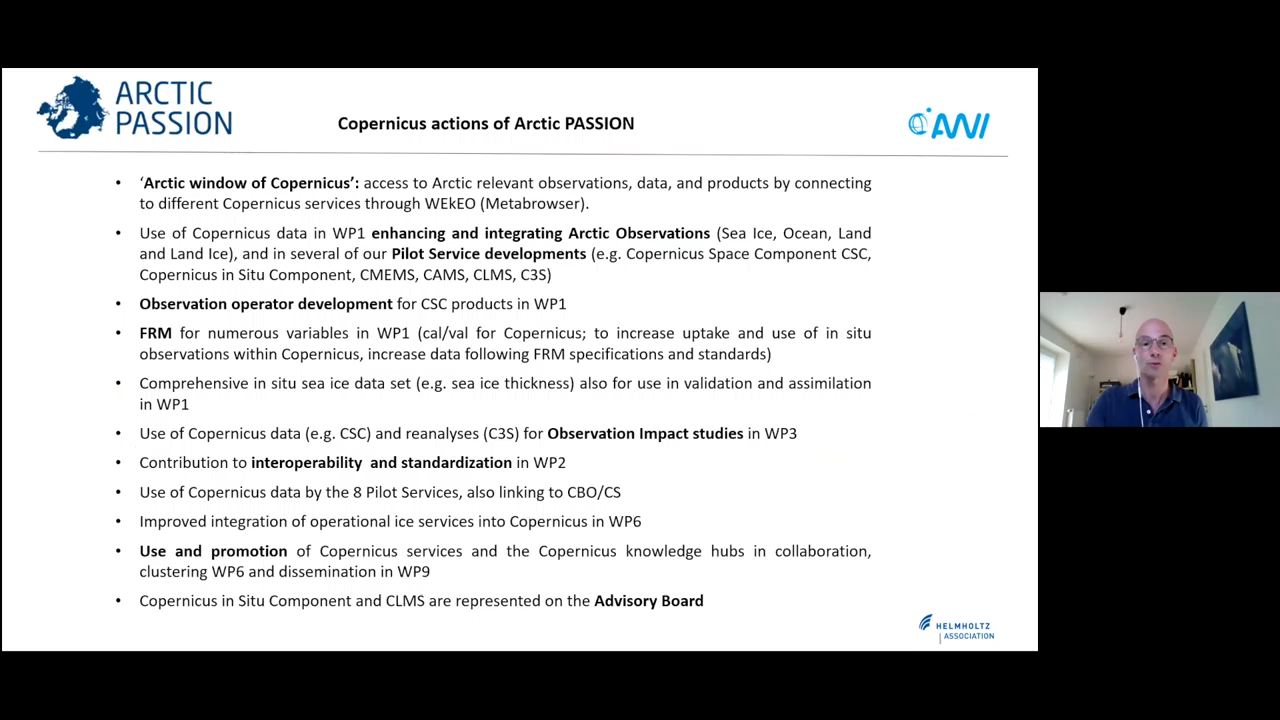 ARCTIC
PASSION
Copernicus actions of Arctic PASSION
AWI
• ‘Arctic window of Copernicus’: access to Arctic relevant observations, data, and products by connecting
to different Copernicus services through WEkEO (Metabrowser).
• Use of Copernicus data in WP1 enhancing and integrating Arctic Observations (Sea Ice, Ocean, Land
and Land Ice), and in several of our Pilot Service developments (e.g. Copernicus Space Component CSC,
Copernicus in Situ Component, CMEMS, CAMS, CLMS, C3S)
• Observation operator development for CSC products in WP1
• FRM for numerous variables in WP1 (cal/val for Copernicus; to increase uptake and use of in situ
observations within Copernicus, increase data following FRM specifications and standards)
• Comprehensive in situ sea ice data set (e.g. sea ice thickness) also for use in validation and assimilation
in WP1
• Use of Copernicus data (e.g. CSC) and reanalyses (C3S) for Observation Impact studies in WP3
• Contribution to interoperability and standardization in WP2
• Use of Copernicus data by the 8 Pilot Services, also linking to CBO/CS
• Improved integration of operational ice services into Copernicus in WP6
• Use and promotion of Copernicus services and the Copernicus knowledge hubs in collaboration,
clustering WP6 and dissemination in WP9
• Copernicus in Situ Component and CLMS are represented on the Advisory Board
HELMHOLTZ
ASSOCIATION